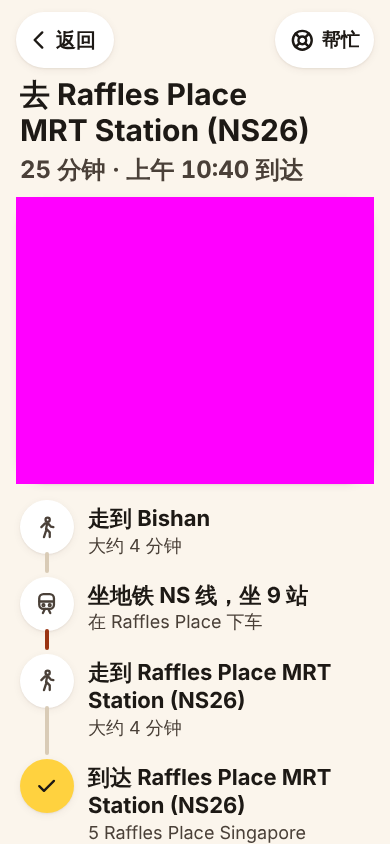 返回
帮忙
去 Raffles Place
MRT Station (NS26)
25 分钟 · 上午 10:40 到达
走到 Bishan
大约 4 分钟
坐地铁 NS 线，坐 9 站
在 Raffles Place 下车
走到 Raffles Place MRT
Station (NS26)
大约 4 分钟
到达 Raffles Place MRT
Station (NS26)
5 Raffles Place Singapore